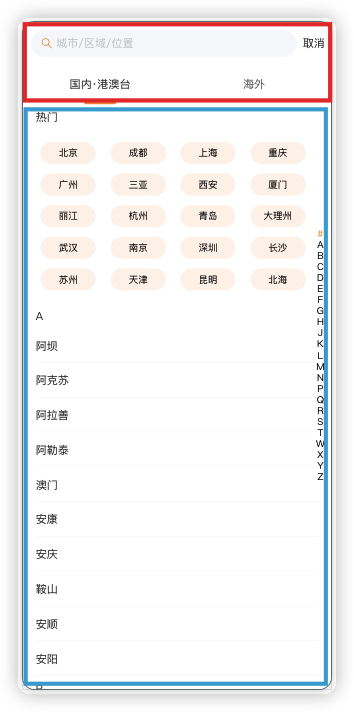 城市/区域/位置 取消
国内·港澳台 海外
热门
北京 成都 上海 重庆
广州 三亚 西安 厦门
丽江 杭州 青岛 大理州
武汉 南京 深圳 长沙
苏州 天津 昆明 北海
#
A
B
C
D
E
F
G
H
J
K
L
M
N
P
Q
R
S
T
W
X
Y
Z
A
阿坝
阿克苏
阿拉善
阿勒泰
澳门
安康
安庆
鞍山
安顺
安阳